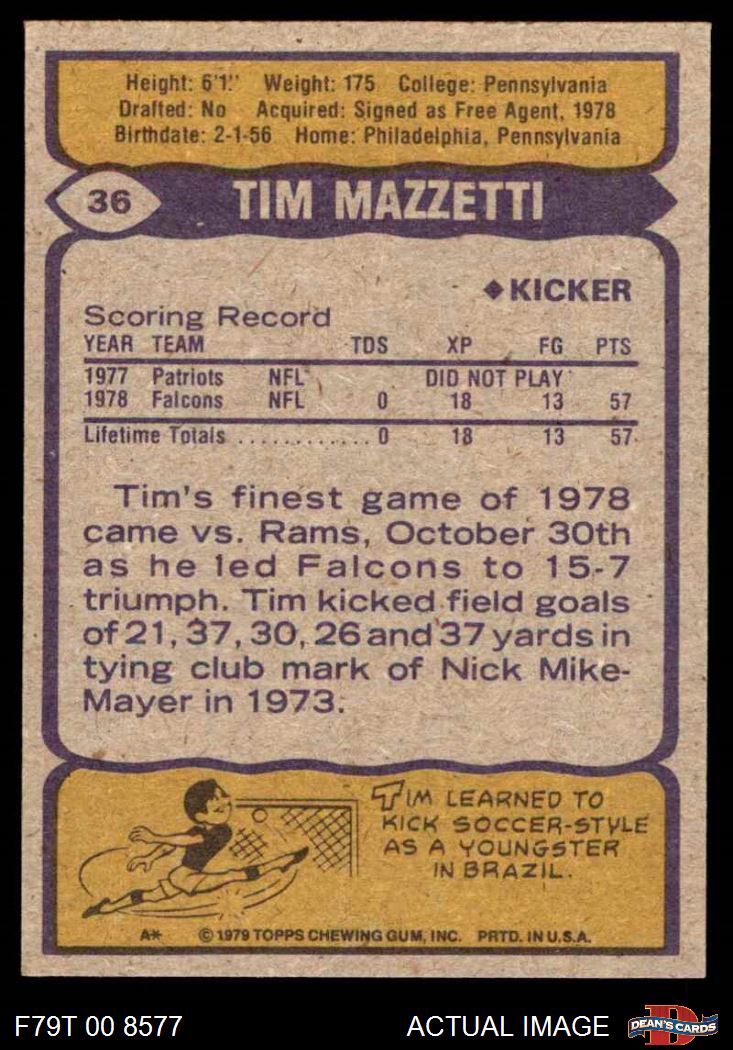 Height: 6'1" Weight: 175 College: Pennsylvania
Drafted: No Acquired: Signed as Free Agent, 1978
Birthdate: 2-1-56 Home: Philadelphia, Pennsylvania
36 TIM MAZZETTI
◆KICKER
Scoring Record
YEAR TEAM TDS XP FG PTS
1977 Patriots NFL DID NOT PLAY
1978 Falcons NFL 0 18 13 57
Lifetime Totals ............ 0 18 13 57
Tim's finest game of 1978
came vs. Rams, October 30th
as he led Falcons to 15-7
triumph. Tim kicked field goals
of 21, 37, 30, 26 and 37 yards in
tying club mark of Nick Mike-
Mayer in 1973.
TIM LEARNED TO
KICK SOCCER-STYLE
AS A YOUNGSTER
IN BRAZIL.
A* © 1979 TOPPS CHEWING GUM, INC. PRTD. IN U.S.A.
F79T 00 8577 ACTUAL IMAGE DEAN'S CARDS